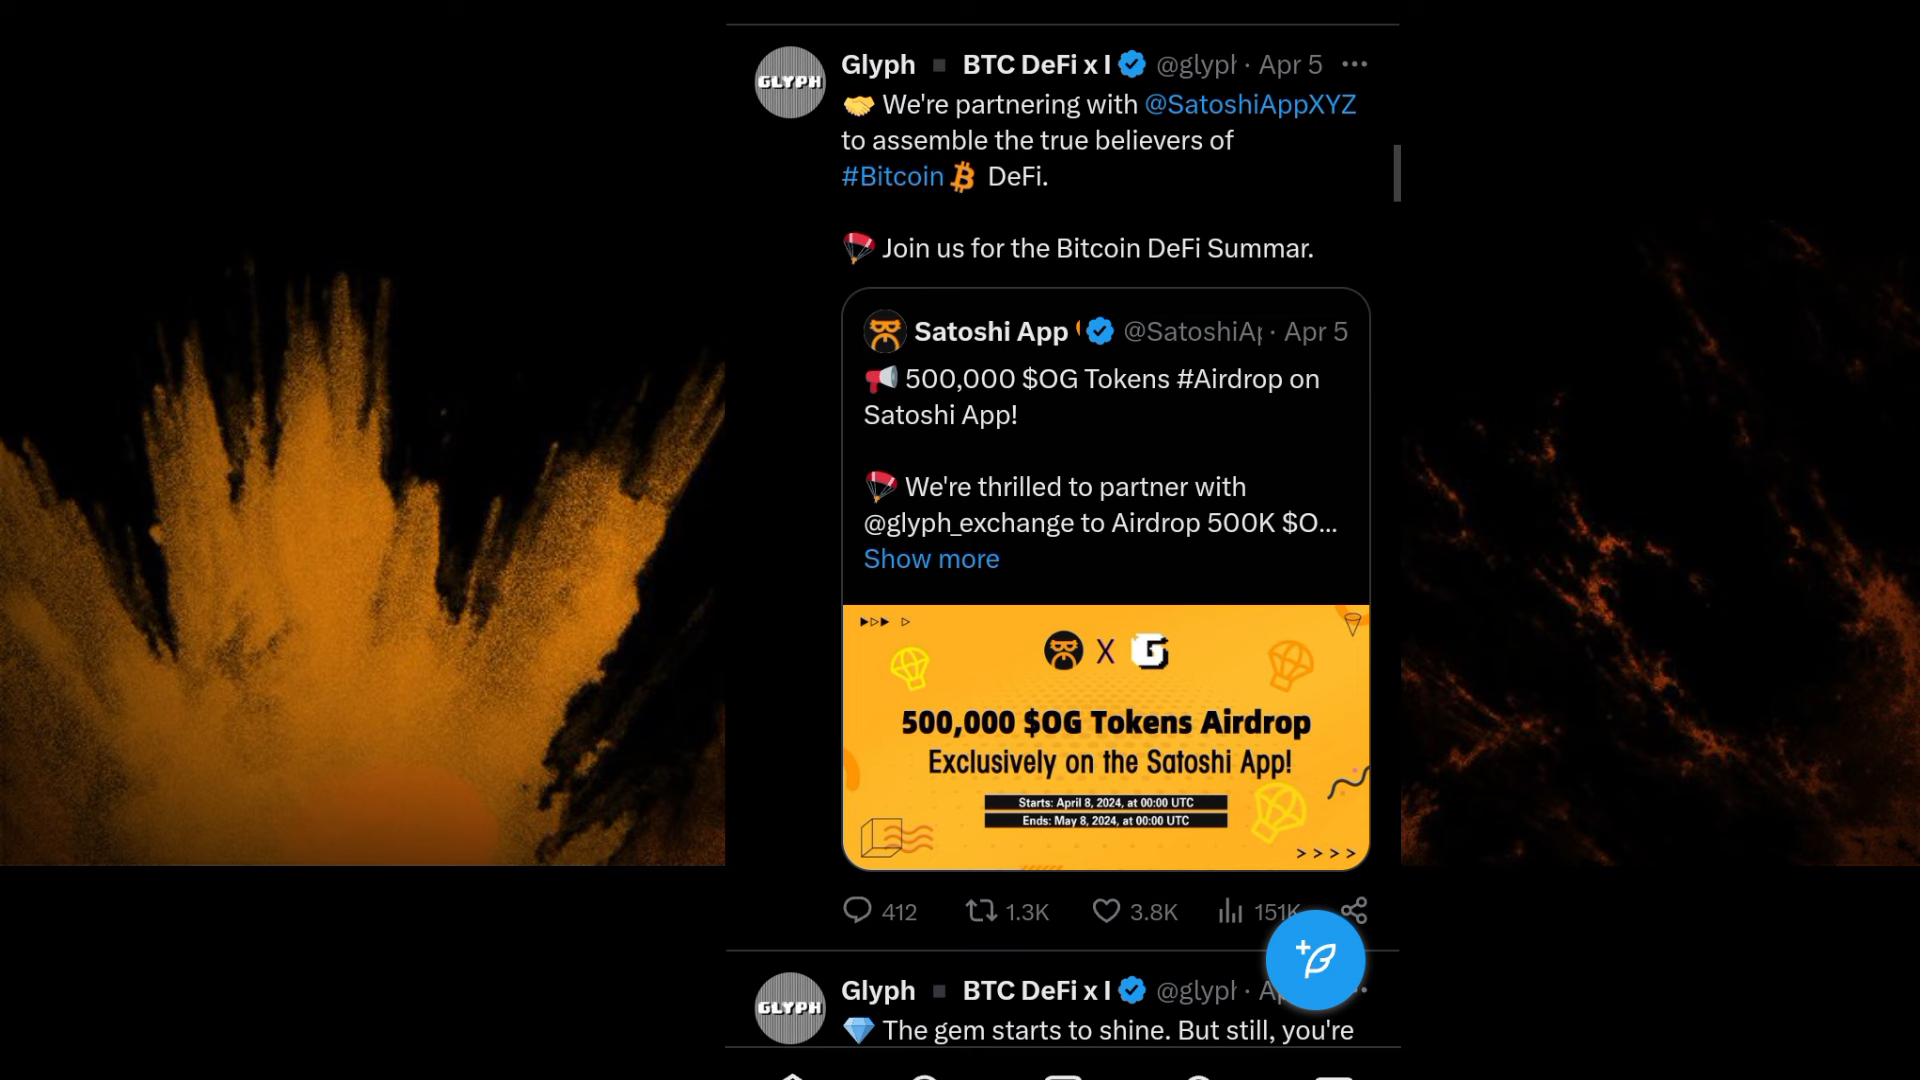 GLYPH
Glyph ▪ BTC DeFi x I @glyph · Apr 5
🤝 We're partnering with @SatoshiAppXYZ
to assemble the true believers of
#Bitcoin DeFi.
🪂 Join us for the Bitcoin DeFi Summar.
Satoshi App @SatoshiAp · Apr 5
📢 500,000 $OG Tokens #Airdrop on
Satoshi App!
🪂 We're thrilled to partner with
@glyph_exchange to Airdrop 500K $O...
Show more
X G
500,000 $OG Tokens Airdrop
Exclusively on the Satoshi App!
Starts: April 8, 2024, at 00:00 UTC
Ends: May 8, 2024, at 00:00 UTC
412 1.3K 3.8K 151K
GLYPH
Glyph ▪ BTC DeFi x I @glyph ·
💎 The gem starts to shine. But still, you're